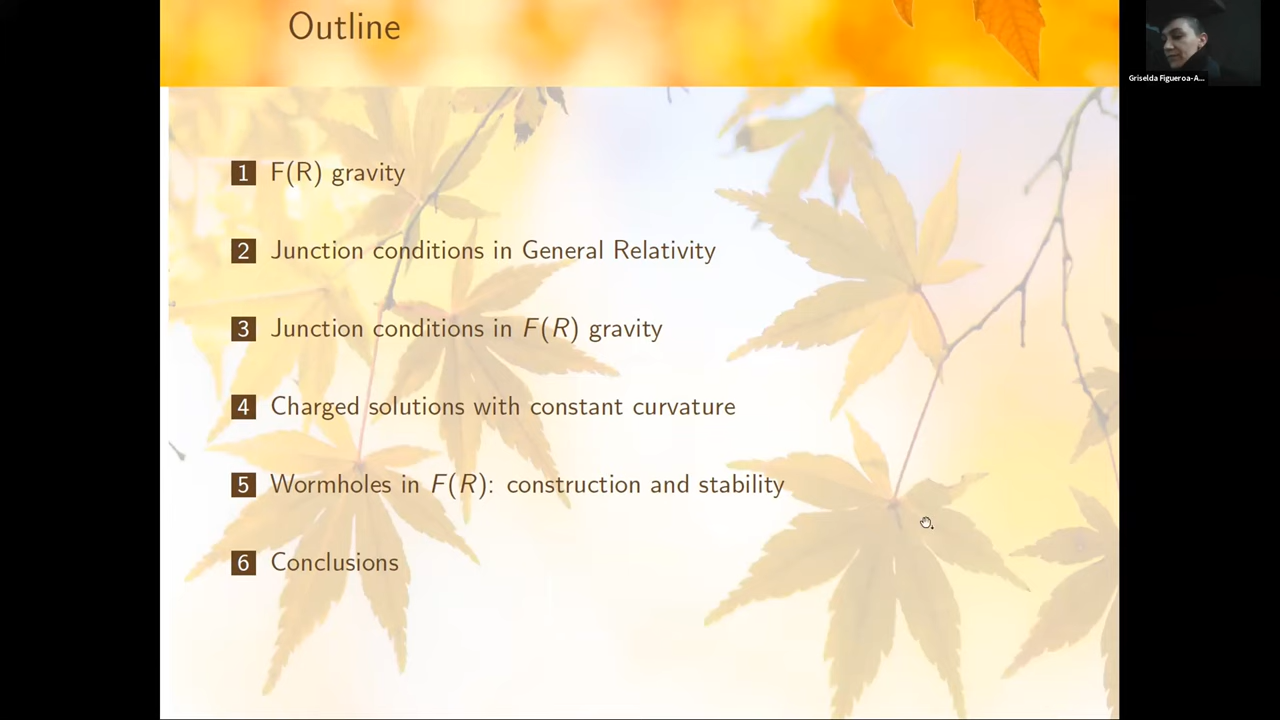 Outline
Griselda Figueroa-A...
1 F(R) gravity
2 Junction conditions in General Relativity
3 Junction conditions in F(R) gravity
4 Charged solutions with constant curvature
5 Wormholes in F(R): construction and stability
6 Conclusions